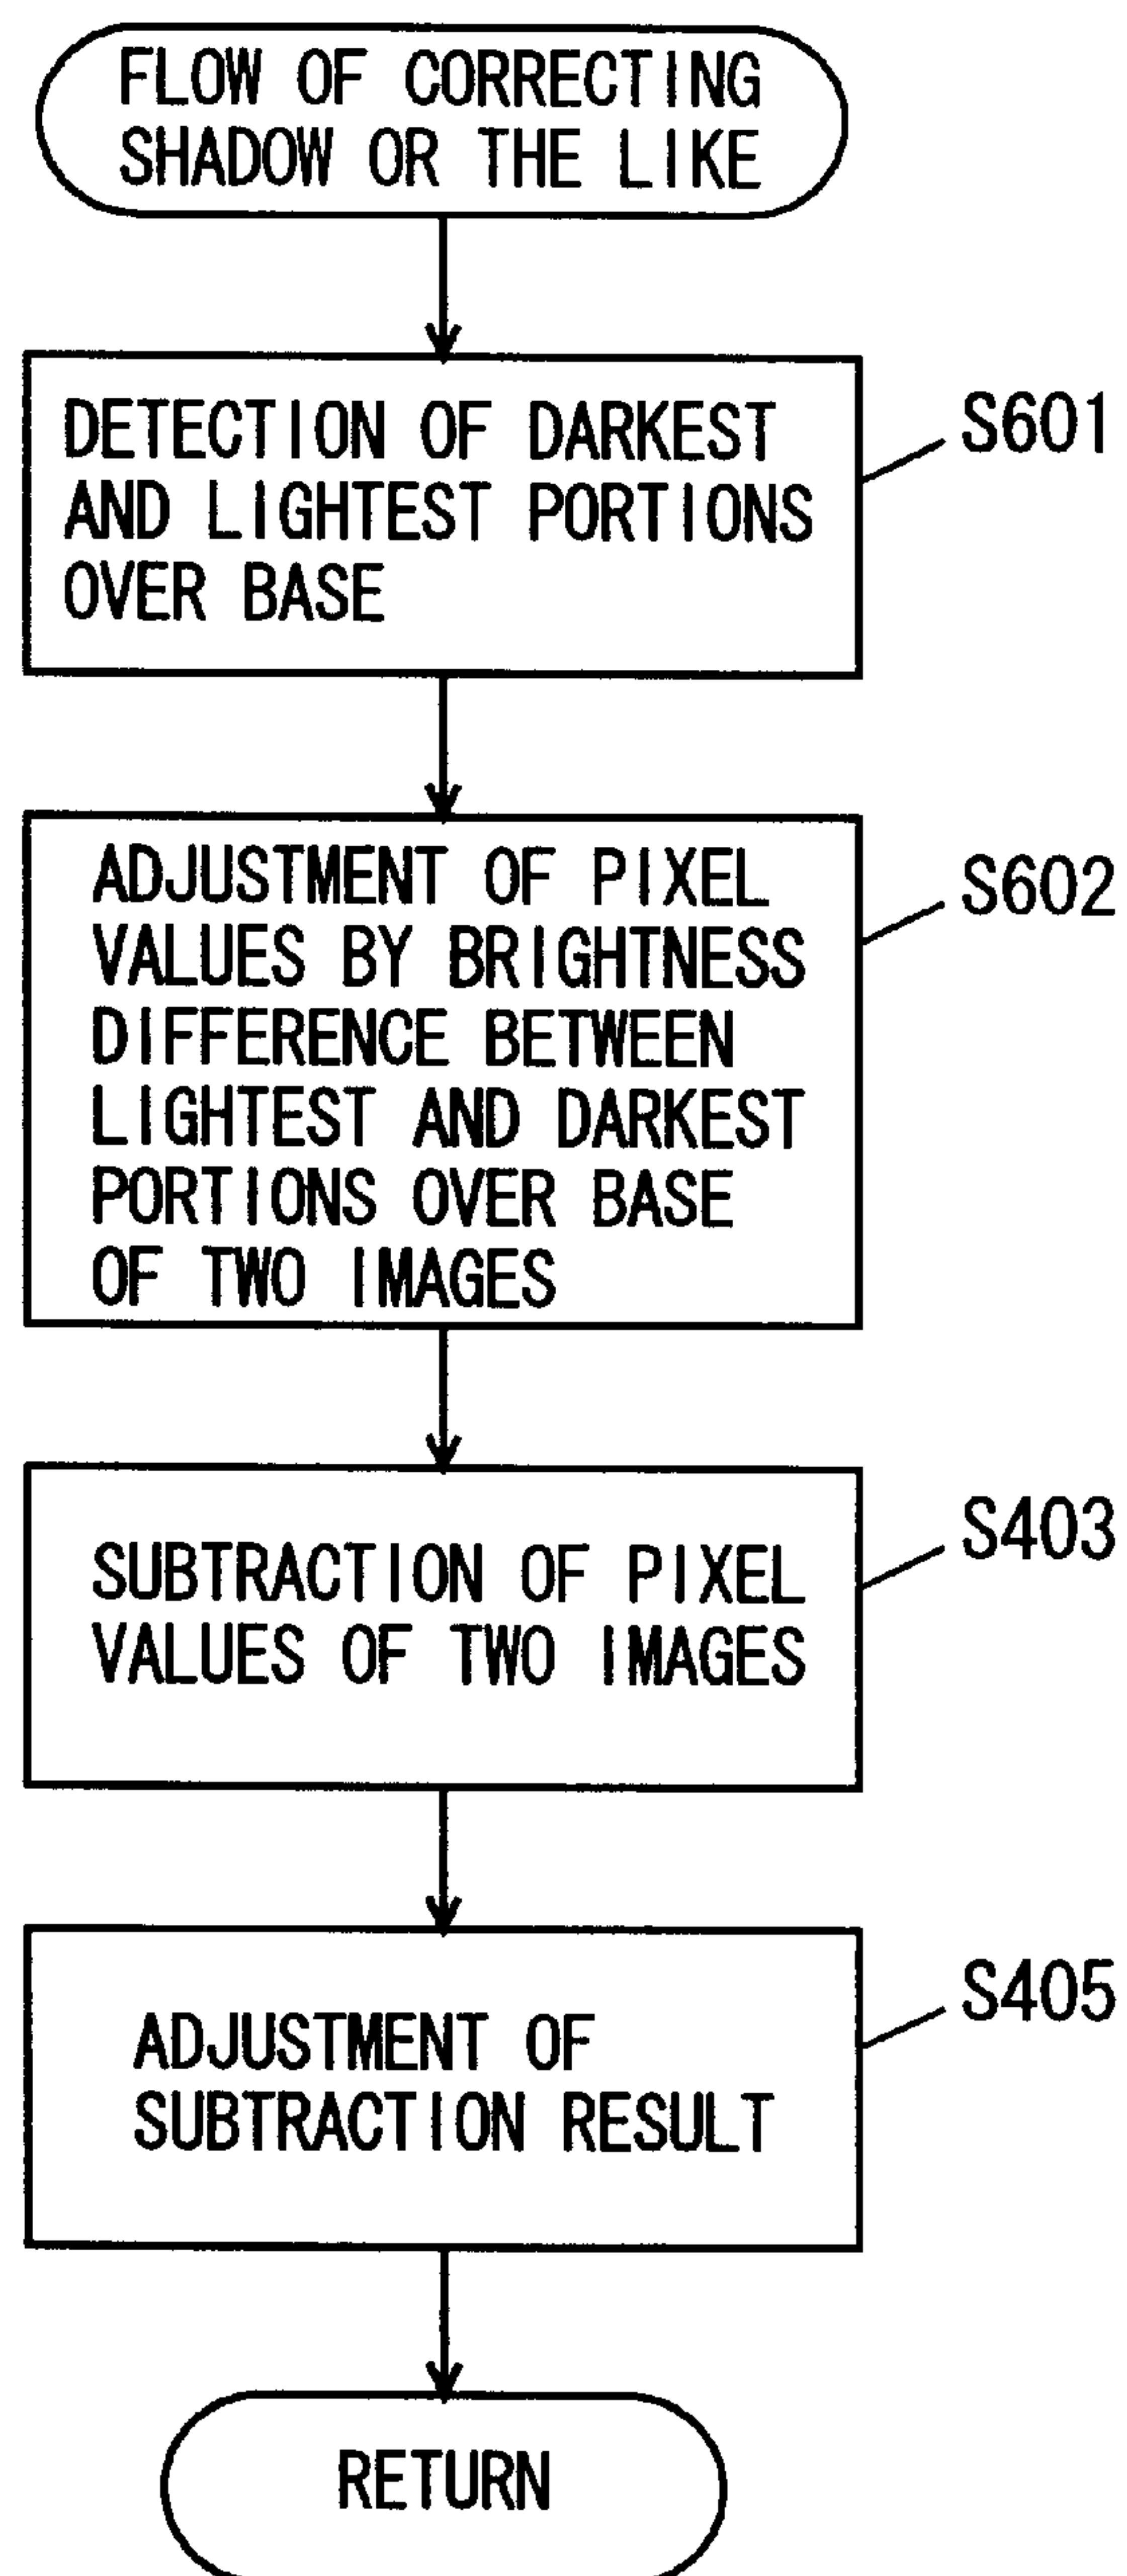 FLOW OF CORRECTING
SHADOW OR THE LIKE
DETECTION OF DARKEST
AND LIGHTEST PORTIONS
OVER BASE
S601
ADJUSTMENT OF PIXEL
VALUES BY BRIGHTNESS
DIFFERENCE BETWEEN
LIGHTEST AND DARKEST
PORTIONS OVER BASE
OF TWO IMAGES
S602
SUBTRACTION OF PIXEL
VALUES OF TWO IMAGES
S403
ADJUSTMENT OF
SUBTRACTION RESULT
S405
RETURN